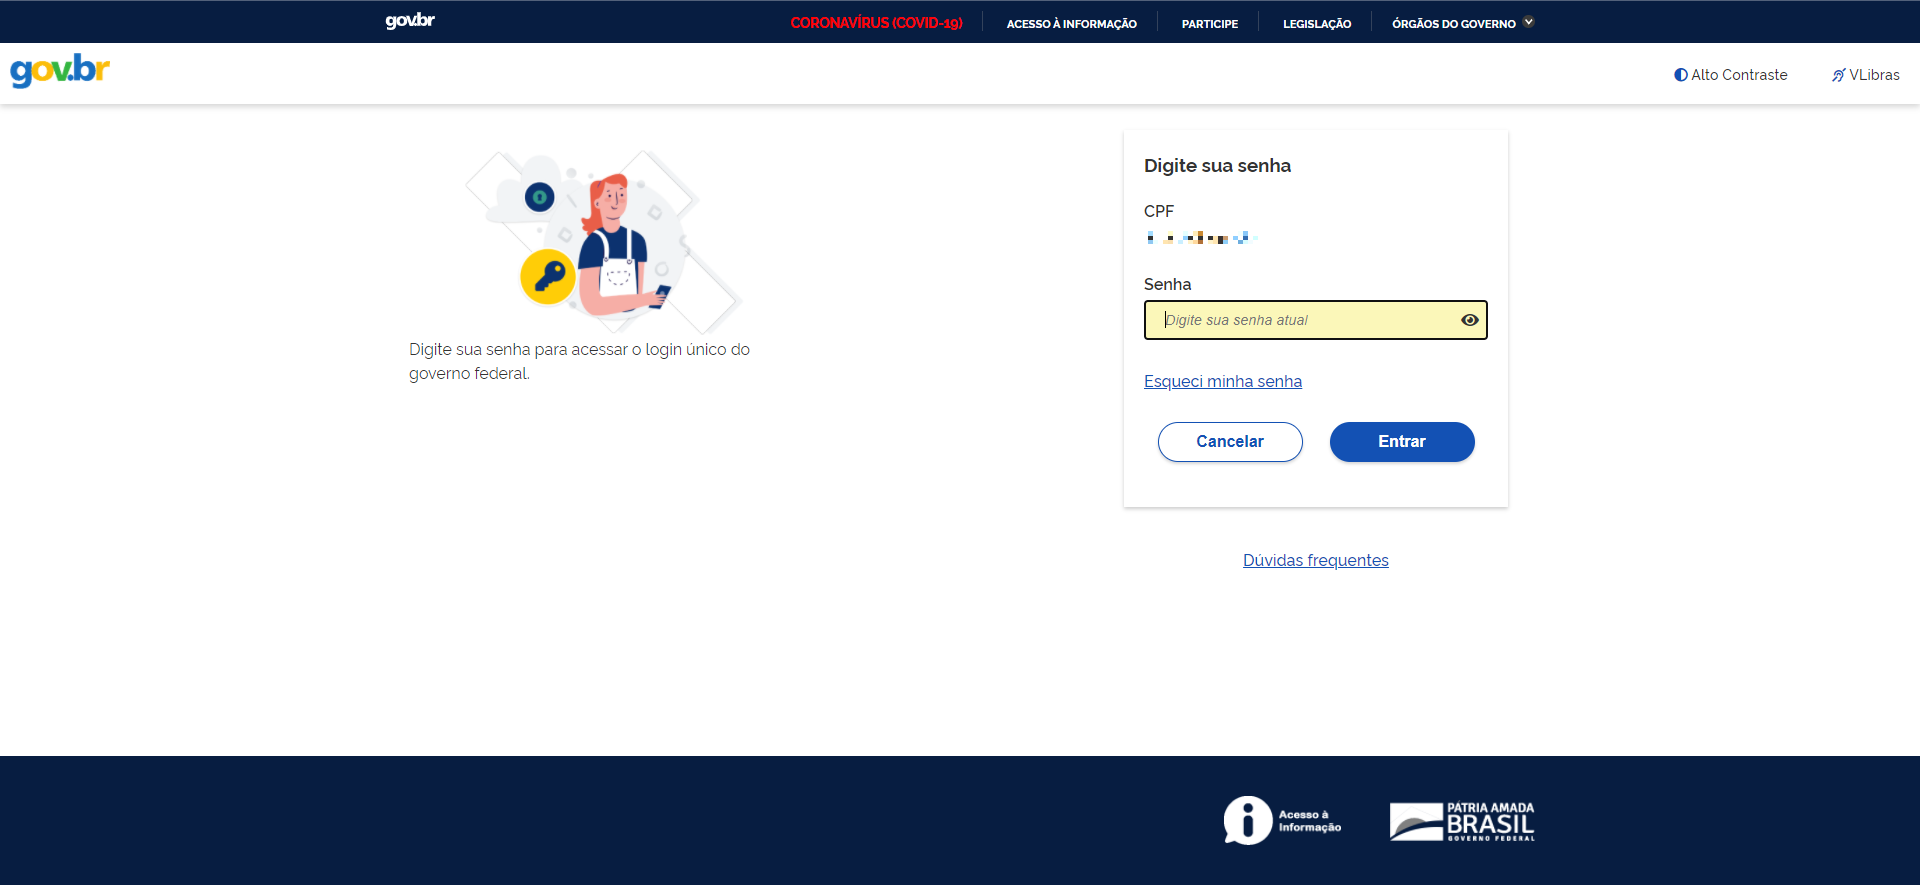 gov.br
CORONAVÍRUS (COVID-19)
ACESSO À INFORMAÇÃO
PARTICIPE
LEGISLAÇÃO
ÓRGÃOS DO GOVERNO
gov.br
Alto Contraste
VLibras
Digite sua senha para acessar o login único do
governo federal.
Digite sua senha
CPF
Senha
Digite sua senha atual
Esqueci minha senha
Cancelar
Entrar
Dúvidas frequentes
Acesso à
Informação
PÁTRIA AMADA
BRASIL
GOVERNO FEDERAL